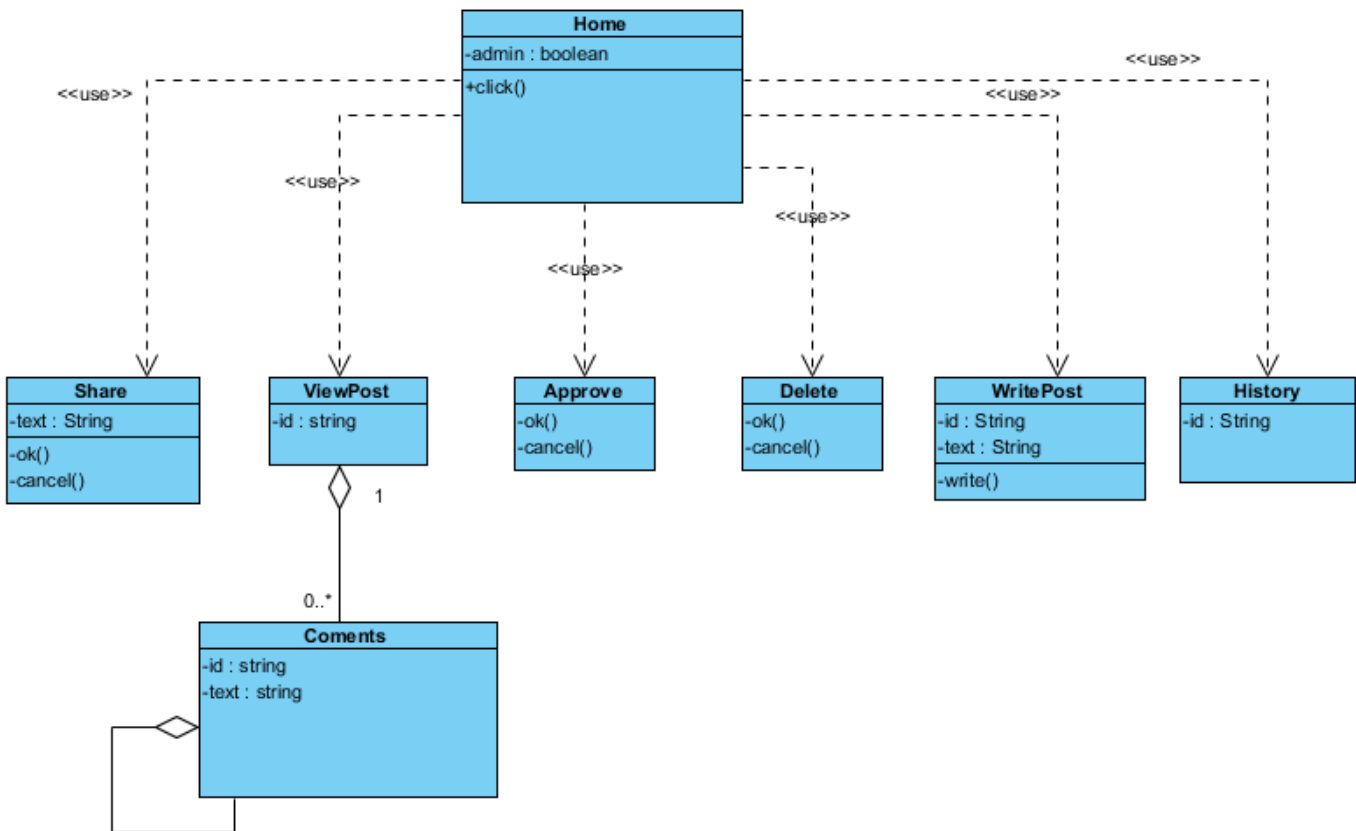 Home
-admin : boolean
+click()
<<use>>
<<use>>
<<use>>
<<use>>
<<use>>
<<use>>
Share
-text : String
-ok()
-cancel()
ViewPost
-id : string
Approve
-ok()
-cancel()
Delete
-ok()
-cancel()
WritePost
-id : String
-text : String
-write()
History
-id : String
1
0..*
Coments
-id : string
-text : string